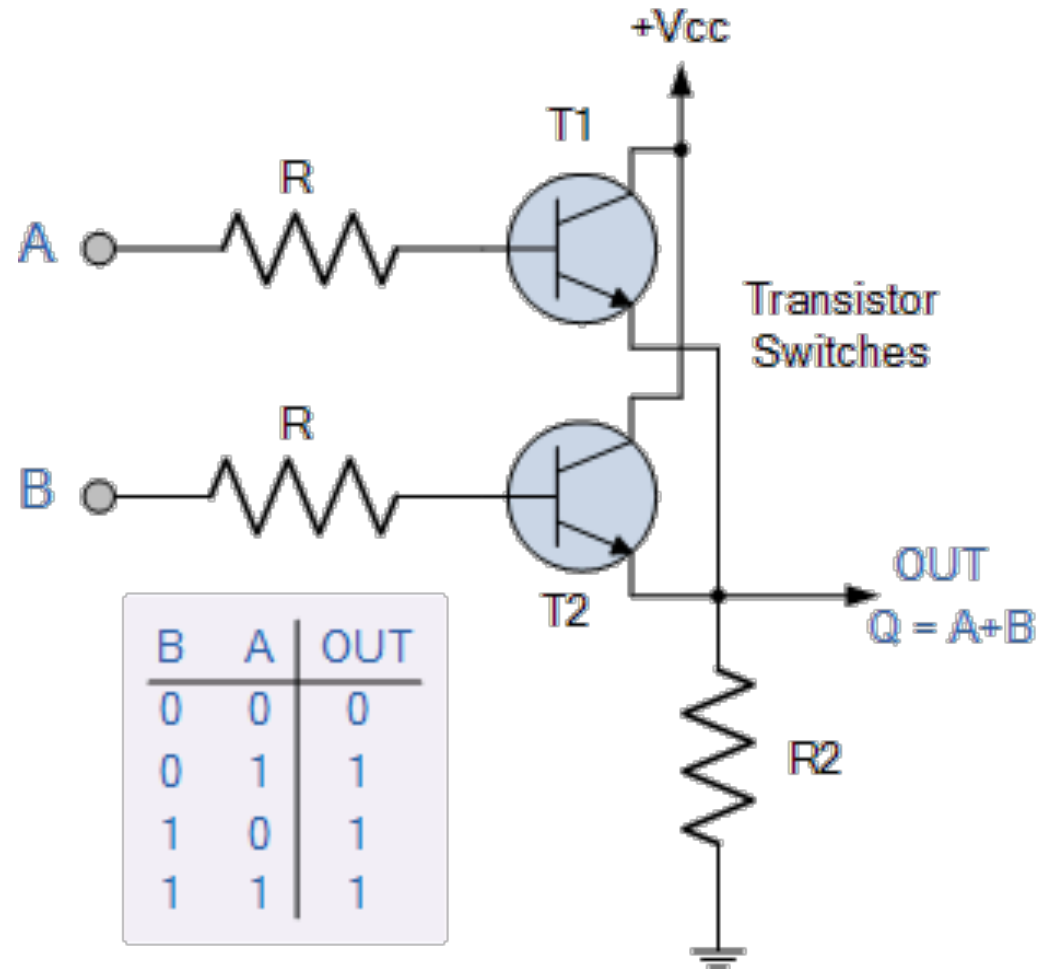 +Vcc
T1
R
A
Transistor
Switches
R
B
T2
OUT
Q = A+B
R2
B A OUT
0 0 0
0 1 1
1 0 1
1 1 1